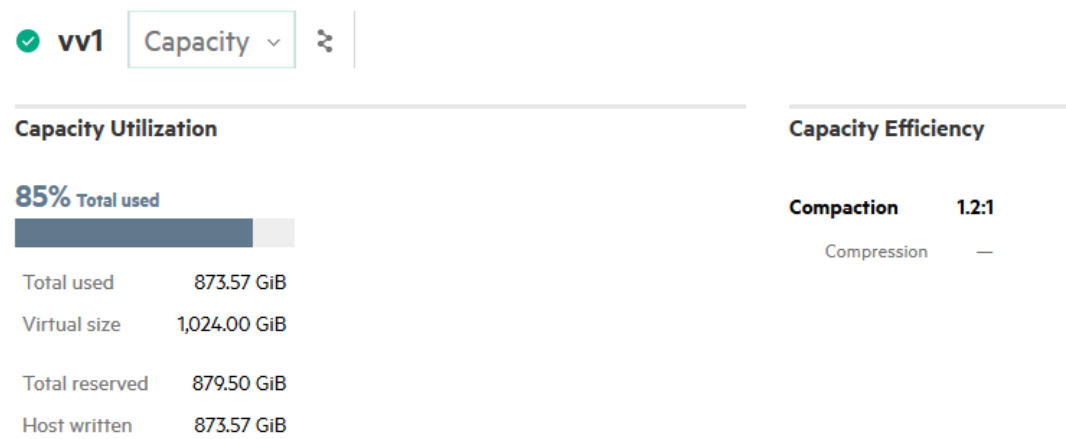 vv1 Capacity
Capacity Utilization
85% Total used
Total used 873.57 GiB
Virtual size 1,024.00 GiB
Total reserved 879.50 GiB
Host written 873.57 GiB
Capacity Efficiency
Compaction 1.2:1
Compression —